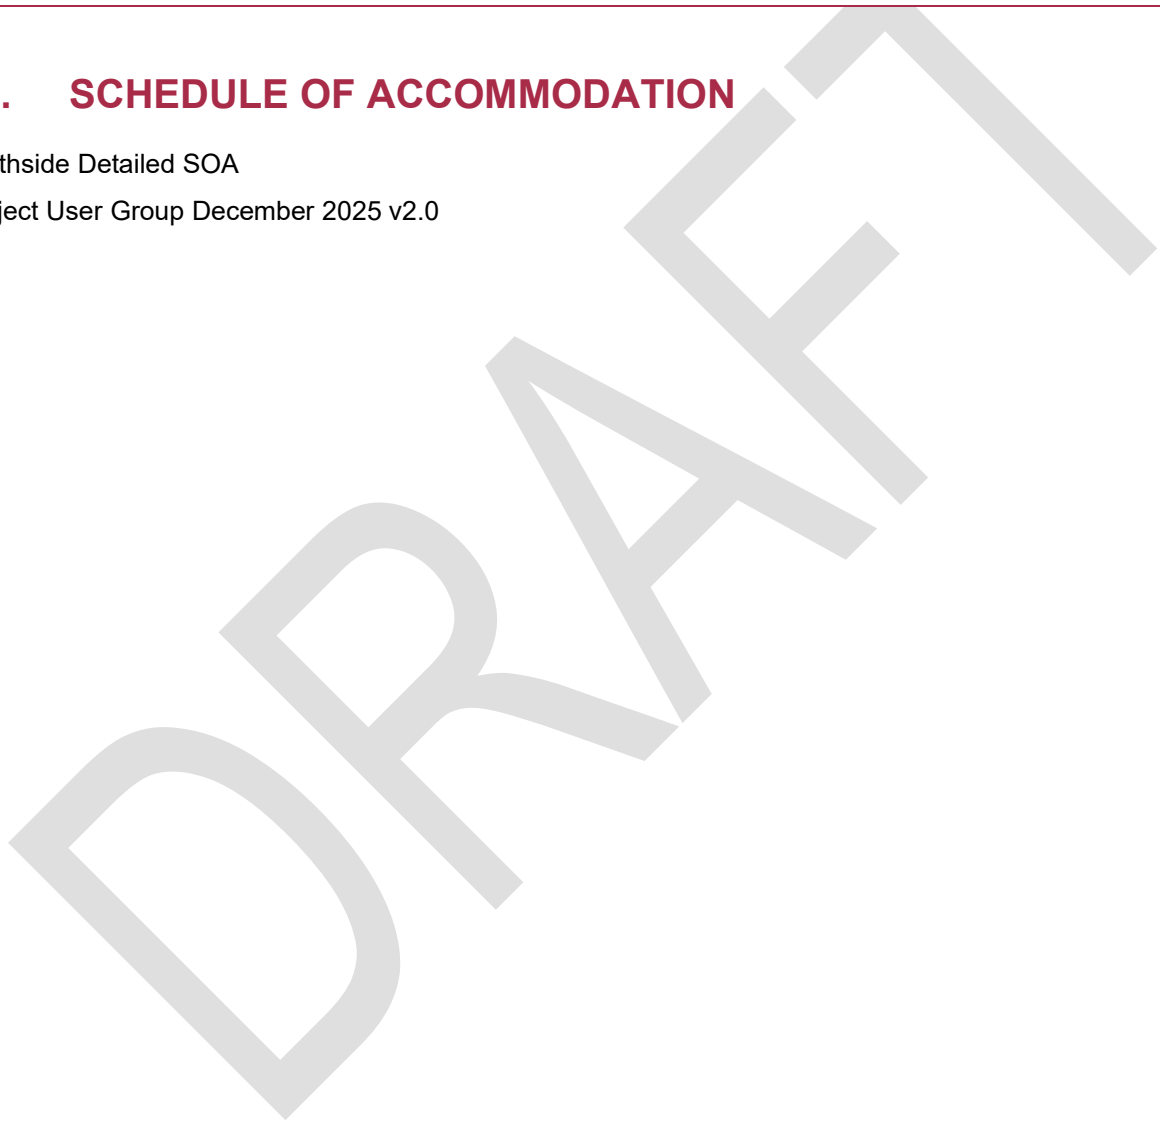 . SCHEDULE OF ACCOMMODATION
thside Detailed SOA
ject User Group December 2025 v2.0
DRAFT